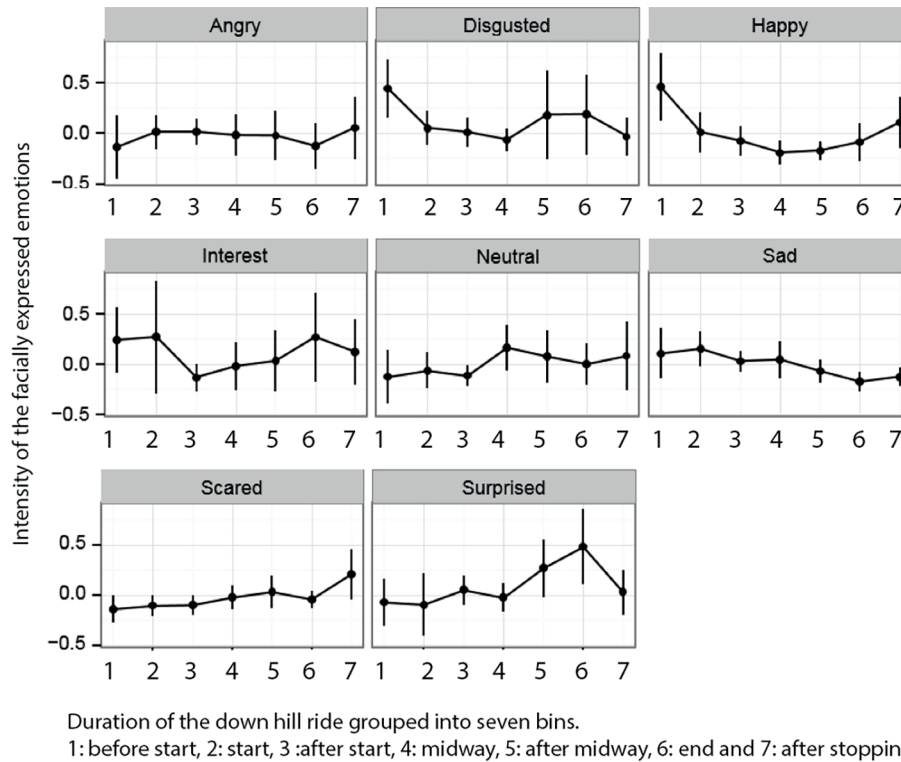 Angry Disgusted Happy
0.5
0.0
−0.5
1 2 3 4 5 6 7 1 2 3 4 5 6 7 1 2 3 4 5 6 7
Intensity of the facially expressed emotions
Interest Neutral Sad
0.5
0.0
−0.5
1 2 3 4 5 6 7 1 2 3 4 5 6 7 1 2 3 4 5 6 7
Scared Surprised
0.5
0.0
−0.5
1 2 3 4 5 6 7 1 2 3 4 5 6 7
Duration of the down hill ride grouped into seven bins.
1: before start, 2: start, 3 :after start, 4: midway, 5: after midway, 6: end and 7: after stoppin